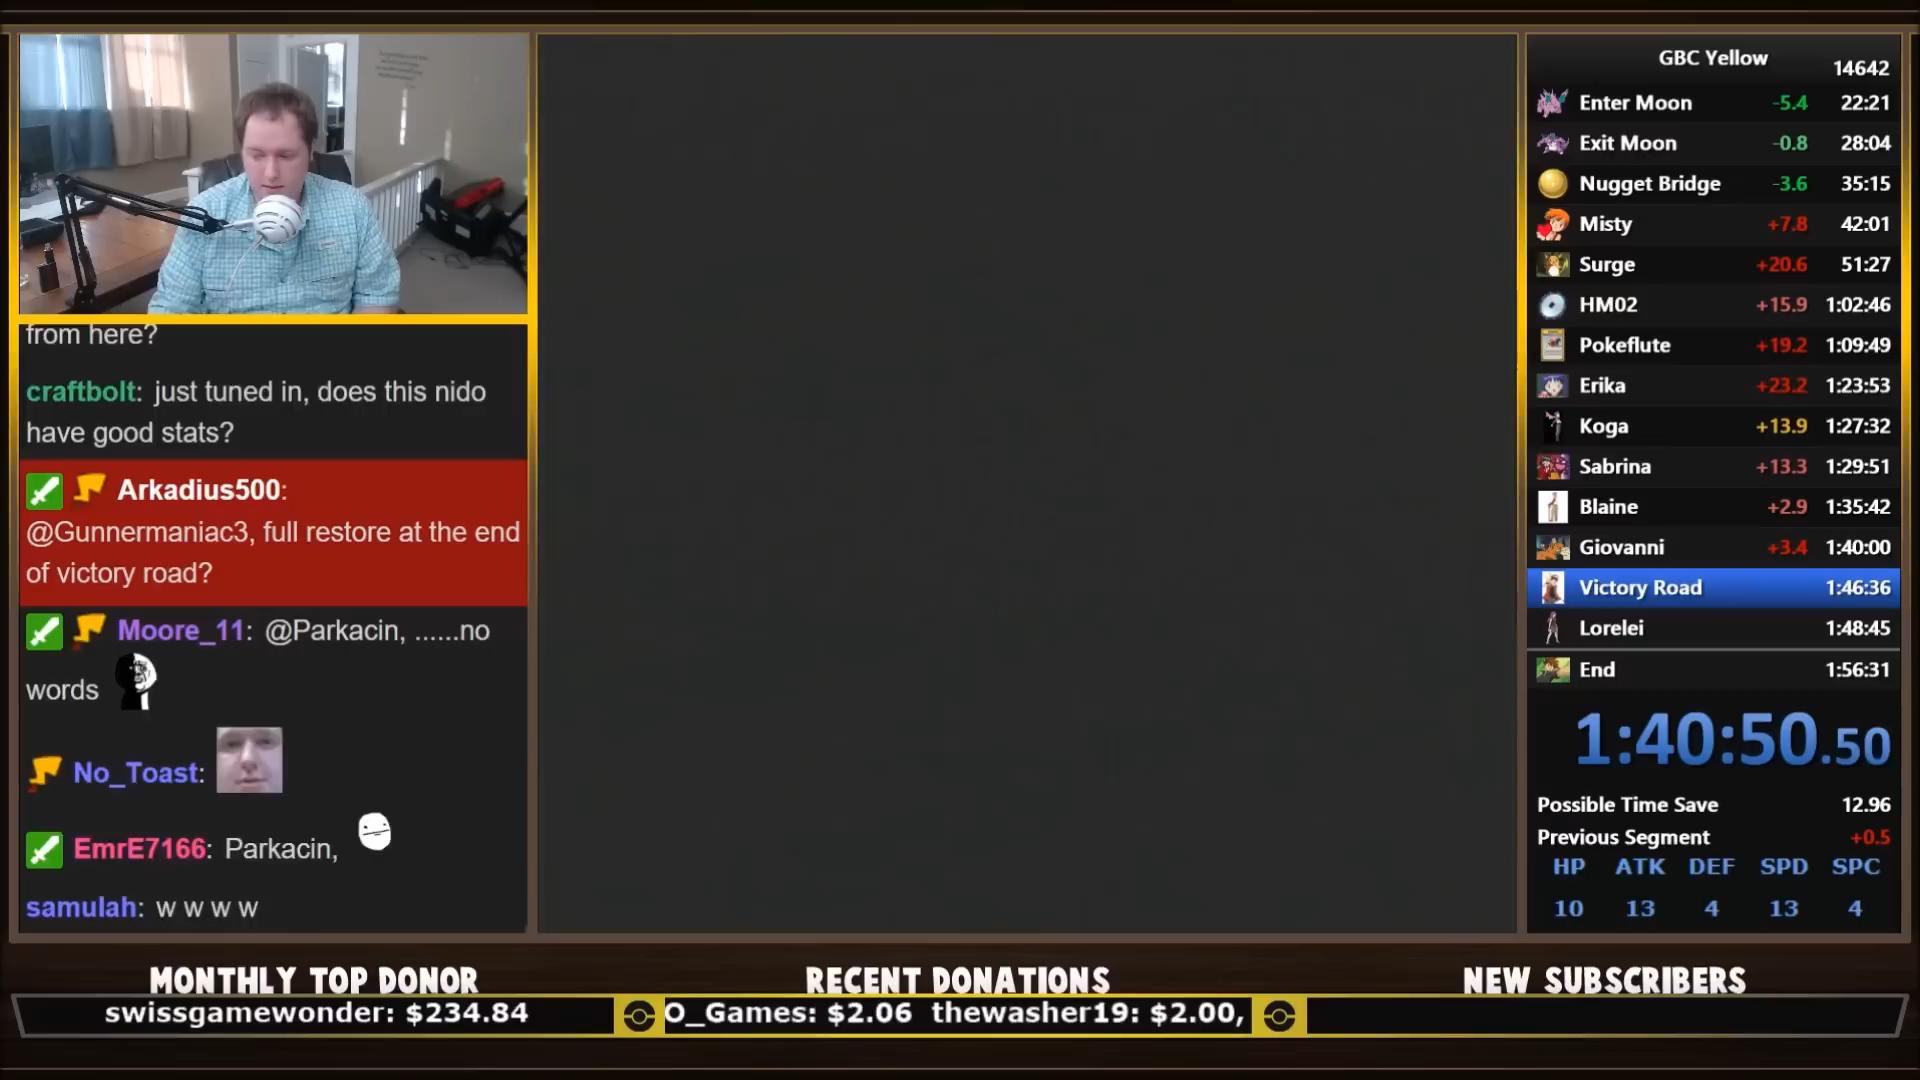 from here?
craftbolt: just tuned in, does this nido
have good stats?
Arkadius500:
@Gunnermaniac3, full restore at the end
of victory road?
Moore_11: @Parkacin, ......no
words
No_Toast:
EmrE7166: Parkacin,
samulah: w w w w
GBC Yellow
14642
Enter Moon -5.4 22:21
Exit Moon -0.8 28:04
Nugget Bridge -3.6 35:15
Misty +7.8 42:01
Surge +20.6 51:27
HM02 +15.9 1:02:46
Pokeflute +19.2 1:09:49
Erika +23.2 1:23:53
Koga +13.9 1:27:32
Sabrina +13.3 1:29:51
Blaine +2.9 1:35:42
Giovanni +3.4 1:40:00
Victory Road 1:46:36
Lorelei 1:48:45
End 1:56:31
1:40:50.50
Possible Time Save 12.96
Previous Segment +0.5
HP ATK DEF SPD SPC
10 13 4 13 4
MONTHLY TOP DONOR
swissgamewonder: $234.84
RECENT DONATIONS
O_Games: $2.06 thewasher19: $2.00,
NEW SUBSCRIBERS